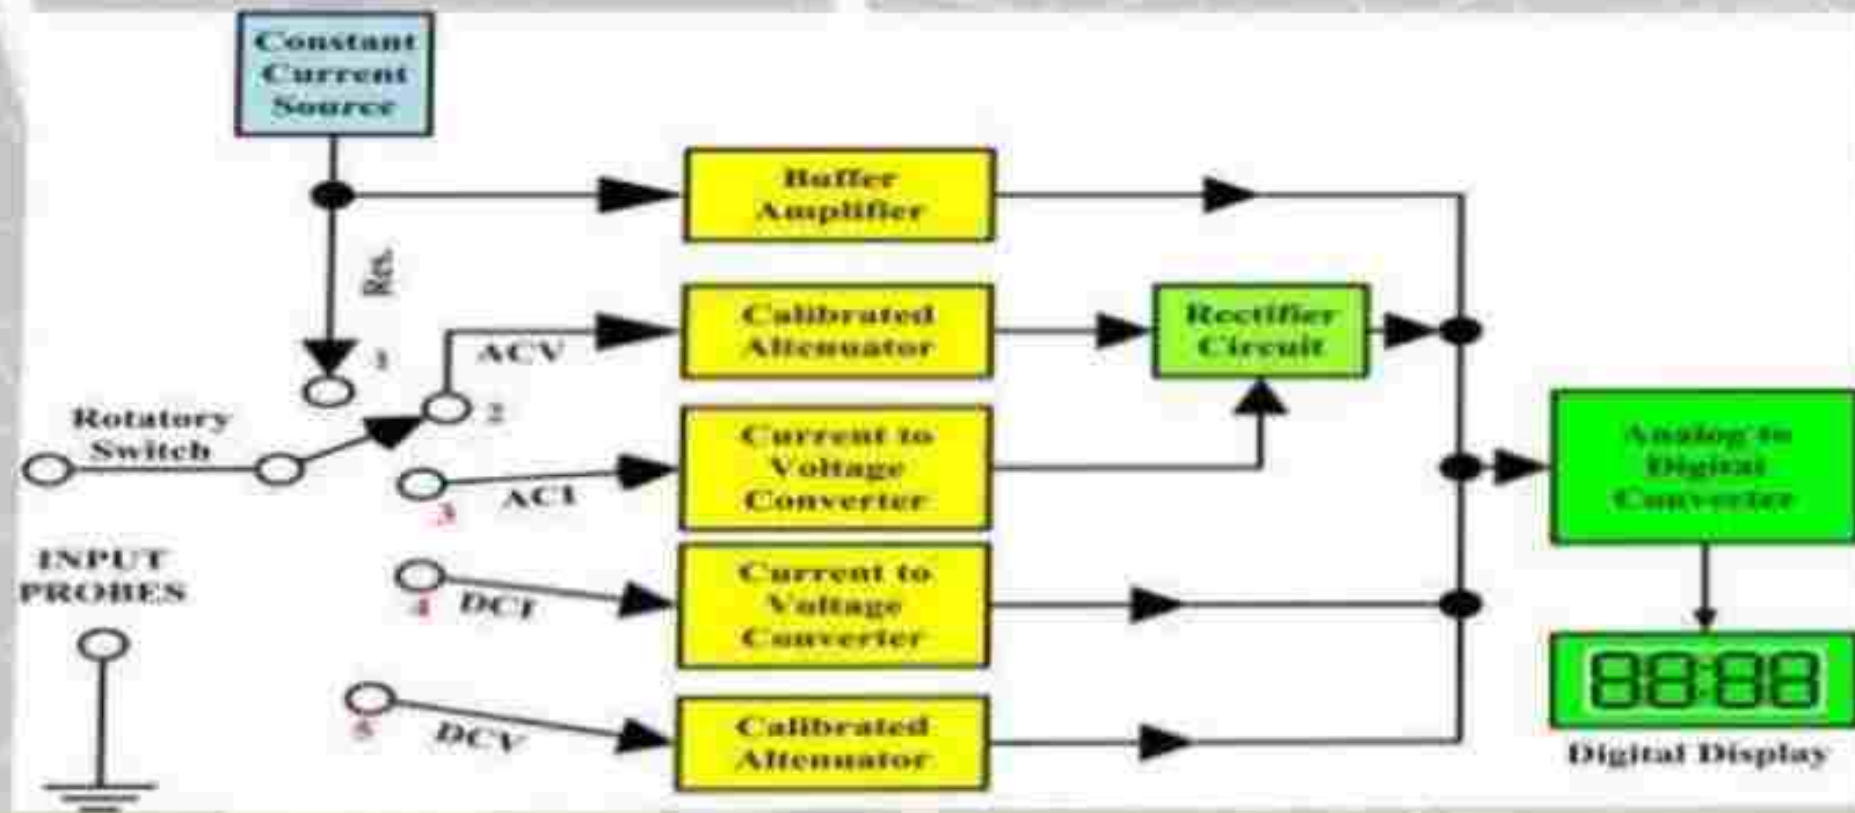 Constant
Current
Source
Buffer
Amplifier
Res.
1
ACV
Calibrated
Attenuator
Rectifier
Circuit
2
Rotatory
Switch
3
ACI
Current to
Voltage
Converter
Analog to
Digital
Converter
INPUT
PROBES
4
DCI
Current to
Voltage
Converter
88:88
5
DCV
Calibrated
Attenuator
Digital Display